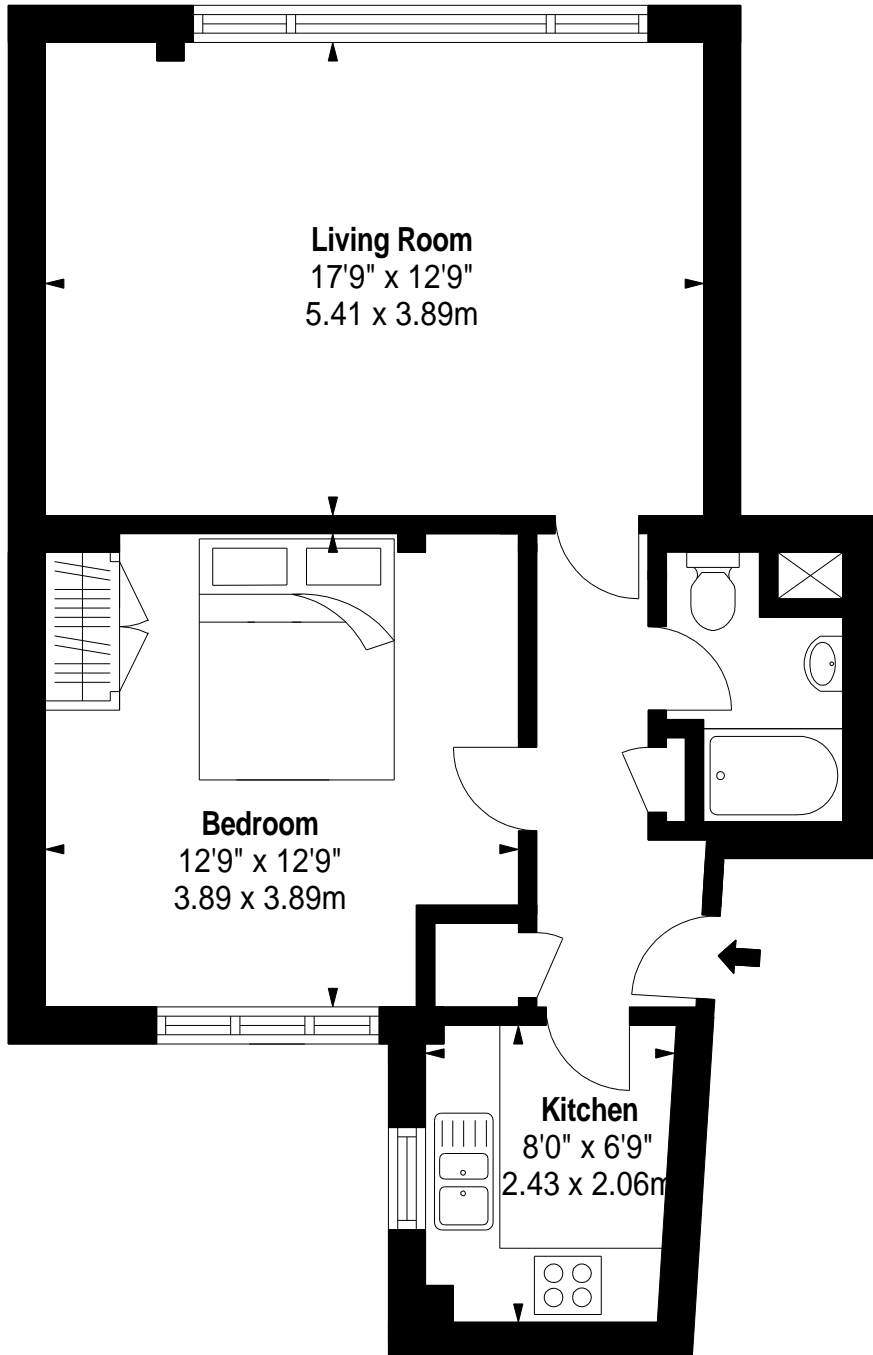 Living Room
17'9" x 12'9"
5.41 x 3.89m
Bedroom
12'9" x 12'9"
3.89 x 3.89m
Kitchen
8'0" x 6'9"
2.43 x 2.06m